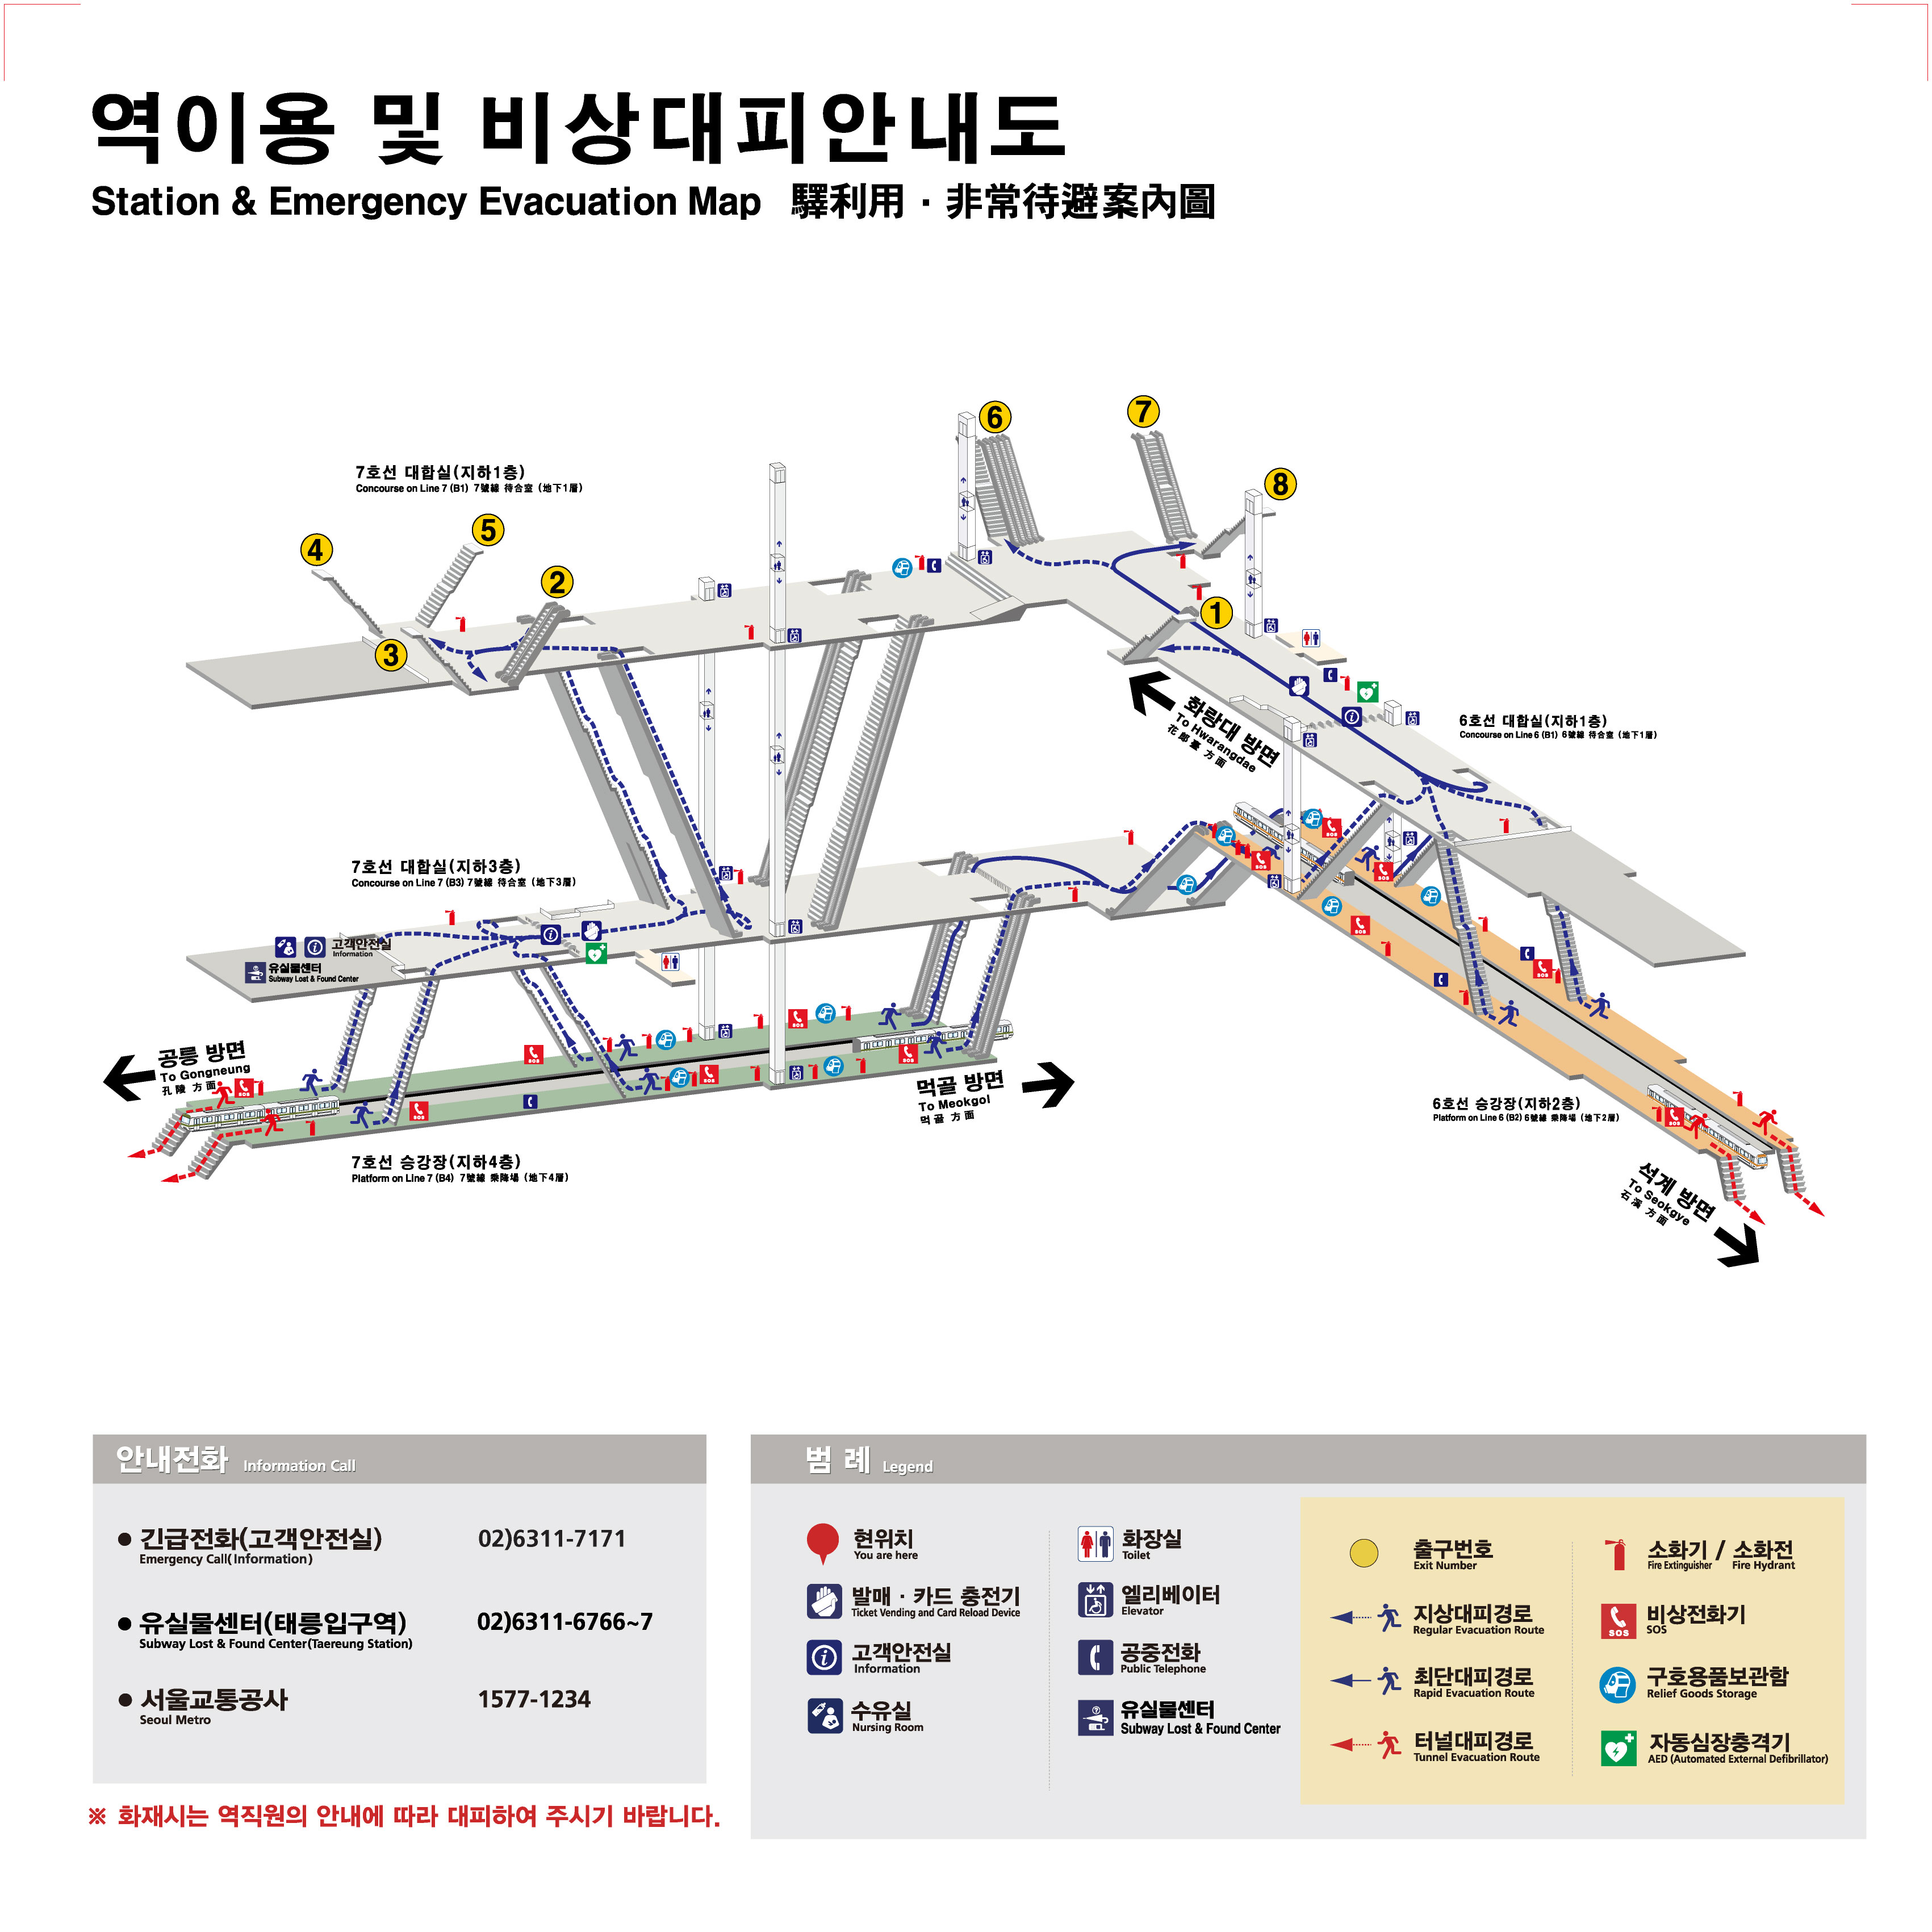 역이용 및 비상대피안내도
Station & Emergency Evacuation Map 驛利用 · 非常待避案內圖
6
7
7호선 대합실(지하1층)
Concourse on Line 7 (B1) 7號線 待合室 (地下1層)
8
4
5
2
3
1
화랑대 방면
To Hwarangdae
花郎臺 方面
6호선 대합실(지하1층)
Concourse on Line 6 (B1) 6號線 待合室 (地下1層)
7호선 대합실(지하3층)
Concourse on Line 7 (B3) 7號線 待合室 (地下3層)
고객안전실
Information
유실물센터
Subway Lost & Found Center
공릉 방면
To Gongneung
孔陵 方面
먹골 방면
To Meokgol
먹골 方面
7호선 승강장(지하4층)
Platform on Line 7 (B4) 7號線 乘降場 (地下4層)
6호선 승강장(지하2층)
Platform on Line 6 (B2) 6號線 乘降場 (地下2層)
석계 방면
To Seokgye
石溪 方面
SOS
SOS
SOS
SOS
SOS
SOS
SOS
SOS
SOS
SOS
SOS
SOS
안내전화 Information Call
● 긴급전화(고객안전실) 02)6311-7171
Emergency Call(Information)
● 유실물센터(태릉입구역) 02)6311-6766~7
Subway Lost & Found Center(Taereung Station)
● 서울교통공사 1577-1234
Seoul Metro
※ 화재시는 역직원의 안내에 따라 대피하여 주시기 바랍니다.
범 례 Legend
현위치
You are here
발매 · 카드 충전기
Ticket Vending and Card Reload Device
고객안전실
Information
수유실
Nursing Room
화장실
Toilet
엘리베이터
Elevator
공중전화
Public Telephone
유실물센터
Subway Lost & Found Center
출구번호
Exit Number
지상대피경로
Regular Evacuation Route
최단대피경로
Rapid Evacuation Route
터널대피경로
Tunnel Evacuation Route
소화기 / 소화전
Fire Extinguisher Fire Hydrant
SOS
비상전화기
SOS
구호용품보관함
Relief Goods Storage
자동심장충격기
AED (Automated External Defibrillator)